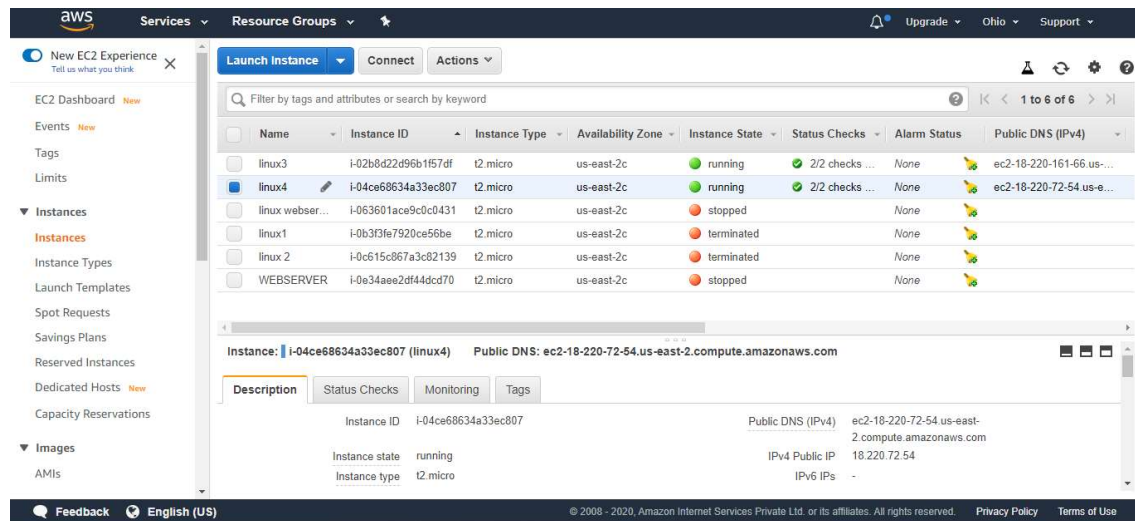 aws Services Resource Groups Upgrade Ohio Support
New EC2 Experience
Tell us what you think
EC2 Dashboard New
Events New
Tags
Limits
Instances
Instances
Instance Types
Launch Templates
Spot Requests
Savings Plans
Reserved Instances
Dedicated Hosts New
Capacity Reservations
Images
AMIs
Launch Instance Connect Actions
Filter by tags and attributes or search by keyword 1 to 6 of 6
Name Instance ID Instance Type Availability Zone Instance State Status Checks Alarm Status Public DNS (IPv4)
linux3 i-02b8d22d96b1f57df t2.micro us-east-2c running 2/2 checks ... None ec2-18-220-161-66.us-...
linux4 i-04ce68634a33ec807 t2.micro us-east-2c running 2/2 checks ... None ec2-18-220-72-54.us-e...
linux webser... i-063601ace9c0c0431 t2.micro us-east-2c stopped None
linux1 i-0b3f3fe7920ce56be t2.micro us-east-2c terminated None
linux 2 i-0c615c867a3c82139 t2.micro us-east-2c terminated None
WEBSERVER i-0e34aee2df44dcd70 t2.micro us-east-2c stopped None
Instance: i-04ce68634a33ec807 (linux4) Public DNS: ec2-18-220-72-54.us-east-2.compute.amazonaws.com
Description Status Checks Monitoring Tags
Instance ID i-04ce68634a33ec807 Public DNS (IPv4) ec2-18-220-72-54.us-east-
2.compute.amazonaws.com
Instance state running IPv4 Public IP 18.220.72.54
Instance type t2.micro IPv6 IPs -
Feedback English (US) © 2008 - 2020, Amazon Internet Services Private Ltd. or its affiliates. All rights reserved. Privacy Policy Terms of Use